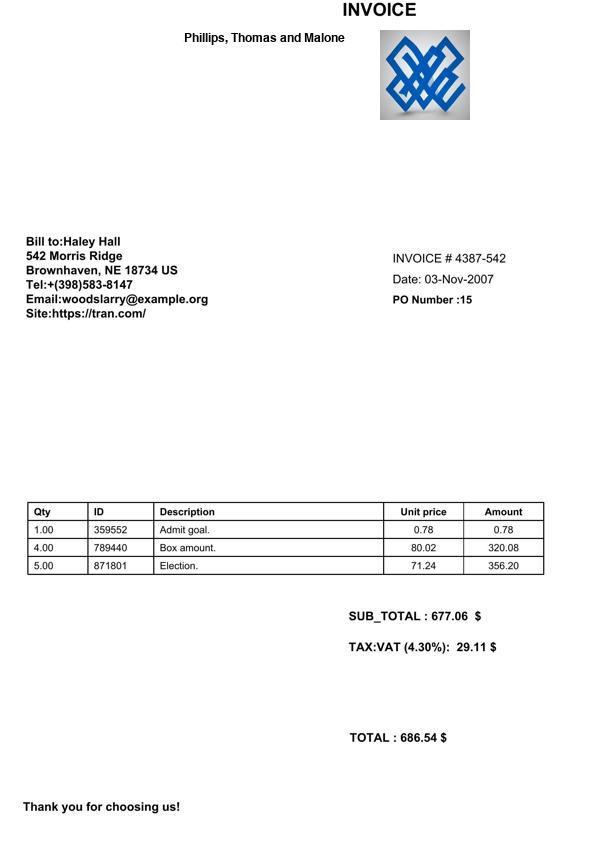 INVOICE
Phillips, Thomas and Malone
Bill to:Haley Hall
542 Morris Ridge
Brownhaven, NE 18734 US
Tel:+(398)583-8147
Email:woodslarry@example.org
Site:https://tran.com/
INVOICE # 4387-542
Date: 03-Nov-2007
PO Number :15
Qty ID Description Unit price Amount
1.00 359552 Admit goal. 0.78 0.78
4.00 789440 Box amount. 80.02 320.08
5.00 871801 Election. 71.24 356.20
SUB_TOTAL : 677.06 $
TAX:VAT (4.30%): 29.11 $
TOTAL : 686.54 $
Thank you for choosing us!